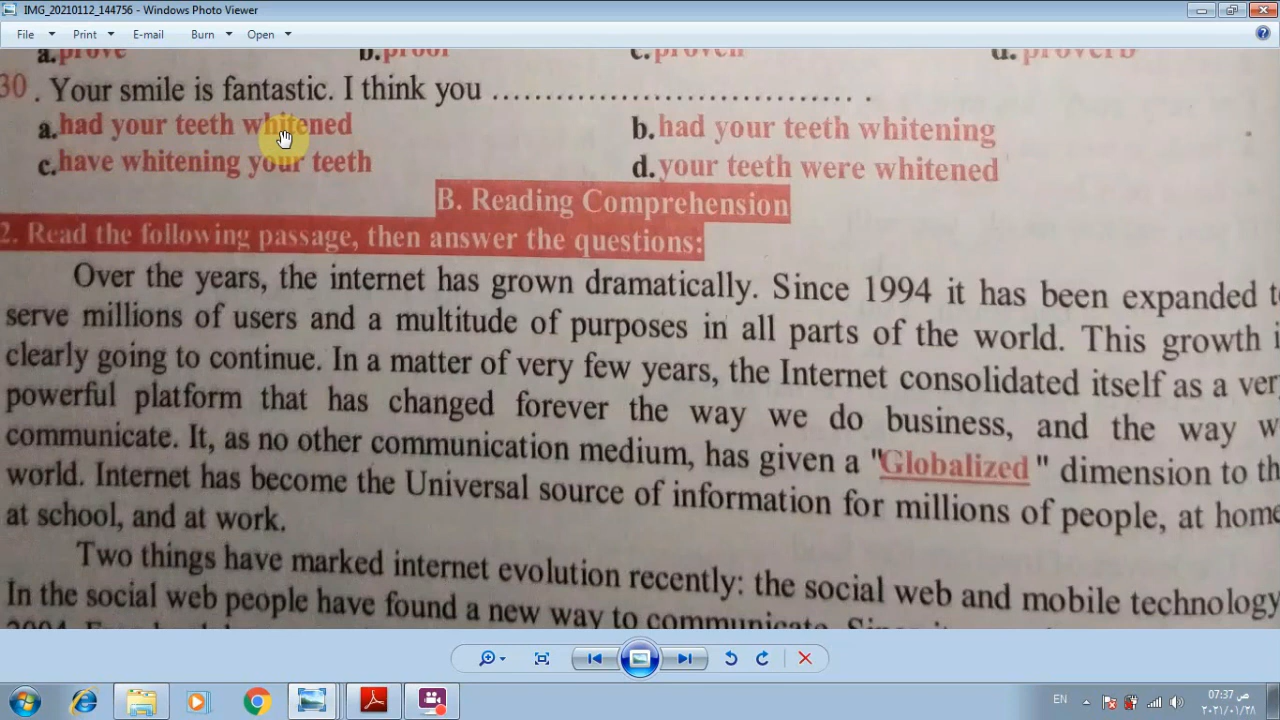 IMG_20210112_144756 - Windows Photo Viewer
File Print E-mail Burn Open
a.prove b.proof c.proven d.proverb
30 . Your smile is fantastic. I think you ........................................ .
a.had your teeth whitened b.had your teeth whitening
c.have whitening your teeth d.your teeth were whitened
B. Reading Comprehension
2. Read the following passage, then answer the questions:
Over the years, the internet has grown dramatically. Since 1994 it has been expanded t
serve millions of users and a multitude of purposes in all parts of the world. This growth i
clearly going to continue. In a matter of very few years, the Internet consolidated itself as a ver
powerful platform that has changed forever the way we do business, and the way w
communicate. It, as no other communication medium, has given a "Globalized " dimension to th
world. Internet has become the Universal source of information for millions of people, at home
at school, and at work.
Two things have marked internet evolution recently: the social web and mobile technology
In the social web people have found a new way to communicate. Since
EN
07:37 ص
٢٠٢١/٠١/٢٨